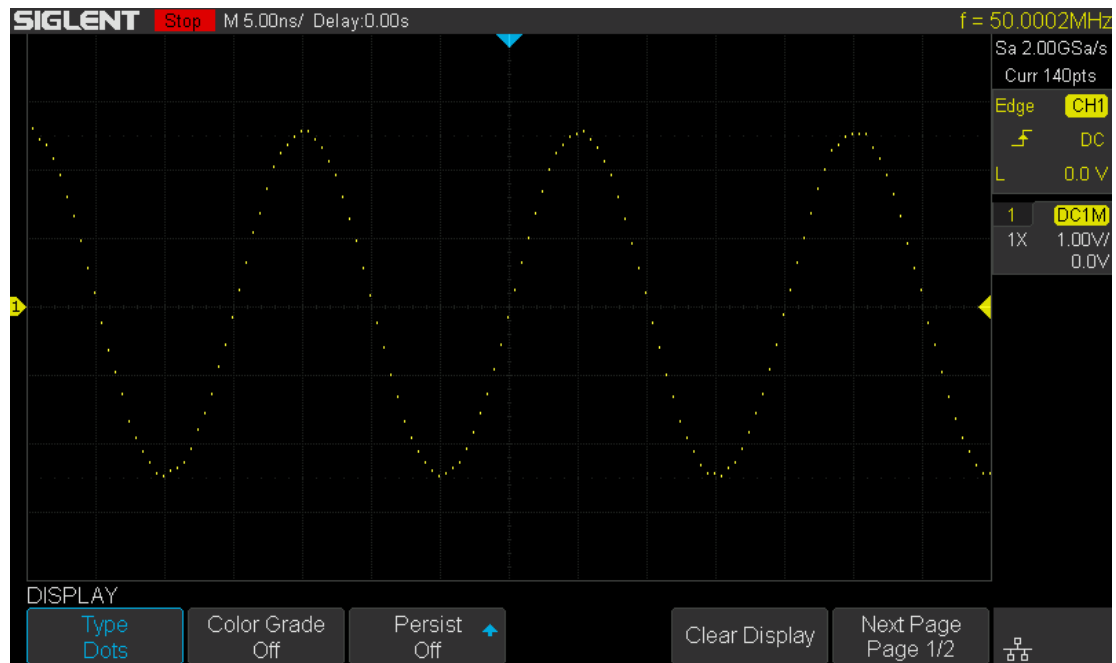 SIGLENT Stop M 5.00ns/ Delay:0.00s f = 50.0002MHz
Sa 2.00GSa/s
Curr 140pts
Edge CH1
DC
L 0.0 V
1 DC1M
1X 1.00V/
0.0V
1
DISPLAY
Type
Dots
Color Grade
Off
Persist
Off
Clear Display
Next Page
Page 1/2